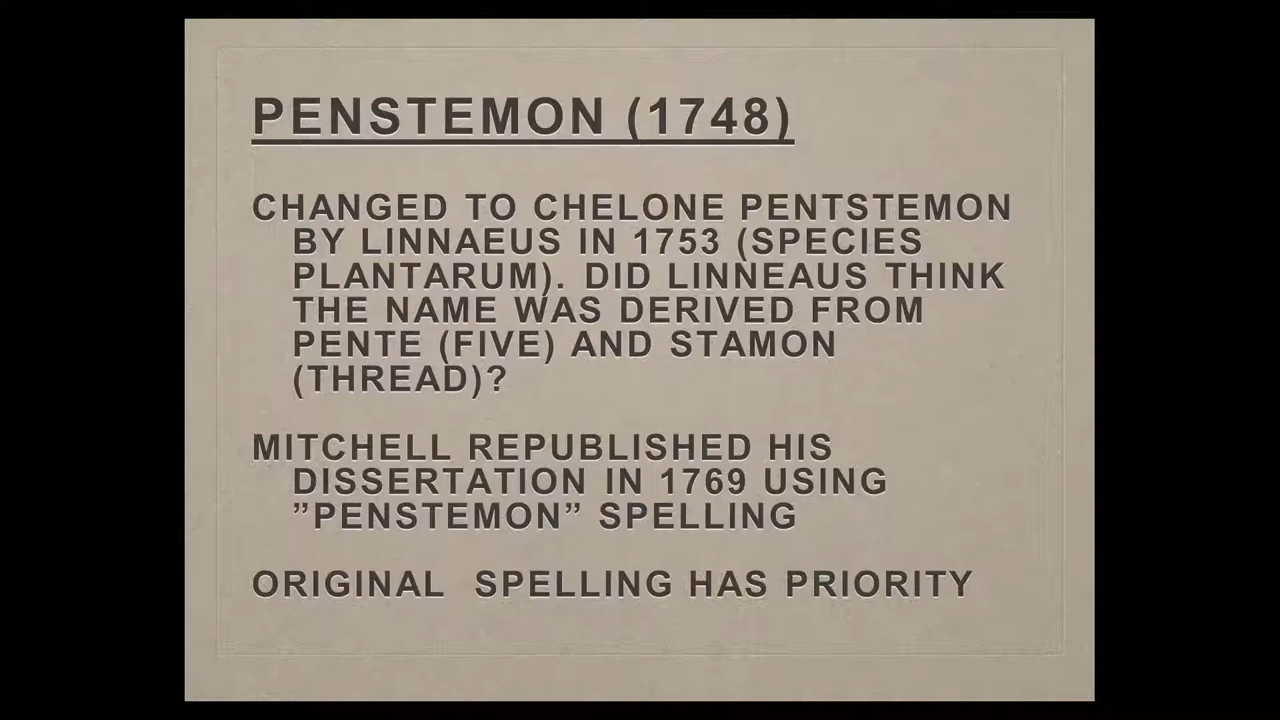 PENSTEMON (1748)
CHANGED TO CHELONE PENTSTEMON
BY LINNAEUS IN 1753 (SPECIES
PLANTARUM). DID LINNEAUS THINK
THE NAME WAS DERIVED FROM
PENTE (FIVE) AND STAMON
(THREAD)?
MITCHELL REPUBLISHED HIS
DISSERTATION IN 1769 USING
”PENSTEMON” SPELLING
ORIGINAL  SPELLING HAS PRIORITY